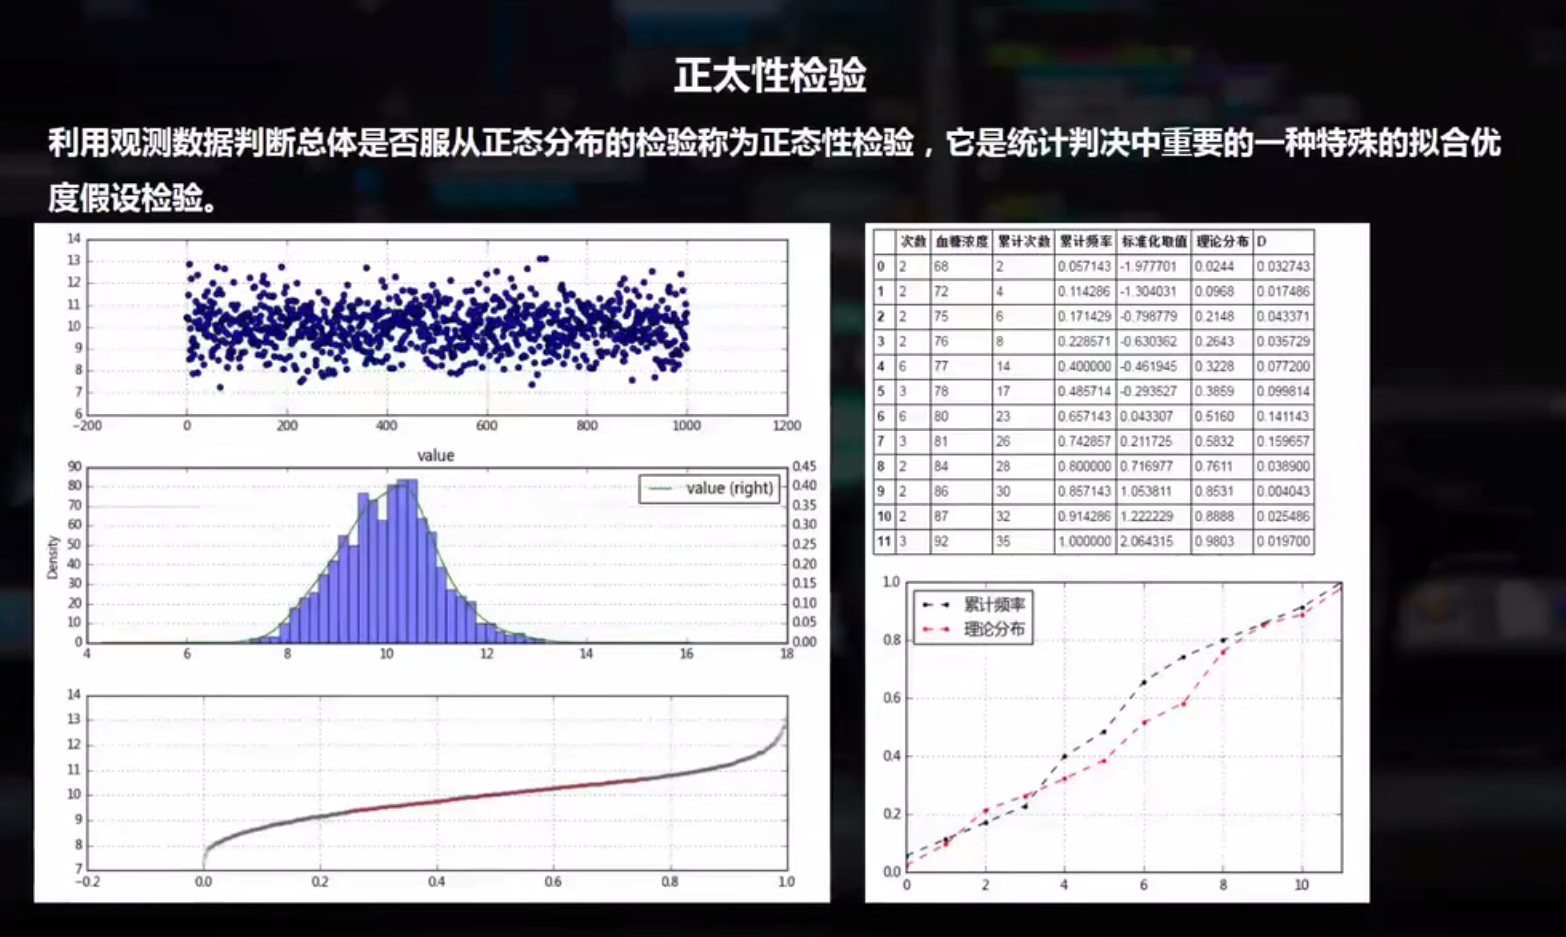 正太性检验
利用观测数据判断总体是否服从正态分布的检验称为正态性检验，它是统计判决中重要的一种特殊的拟合优
度假设检验。
14
13
12
11
10
9
8
7
6
−200 0 200 400 600 800 1000 1200
value
90 0.45
80 0.40
70 0.35
60 0.30
50 0.25
40 0.20
30 0.15
20 0.10
10 0.05
0 0.00
Density
value (right)
4 6 8 10 12 14 16 18
14
13
12
11
10
9
8
7
−0.2 0.0 0.2 0.4 0.6 0.8 1.0
次数 血糖浓度 累计次数 累计频率 标准化取值 理论分布 D
0 2 68 2 0.057143 -1.977701 0.0244 0.032743
1 2 72 4 0.114286 -1.304031 0.0968 0.017486
2 2 75 6 0.171429 -0.798779 0.2148 0.043371
3 2 76 8 0.228571 -0.630362 0.2643 0.035729
4 6 77 14 0.400000 -0.461945 0.3228 0.077200
5 3 78 17 0.485714 -0.293527 0.3859 0.099814
6 6 80 23 0.657143 0.043307 0.5160 0.141143
7 3 81 26 0.742857 0.211725 0.5832 0.159657
8 2 84 28 0.800000 0.716977 0.7611 0.038900
9 2 86 30 0.857143 1.053811 0.8531 0.004043
10 2 87 32 0.914286 1.222229 0.8888 0.025486
11 3 92 35 1.000000 2.064315 0.9803 0.019700
1.0
0.8
0.6
0.4
0.2
0.0
累计频率
理论分布
0 2 4 6 8 10